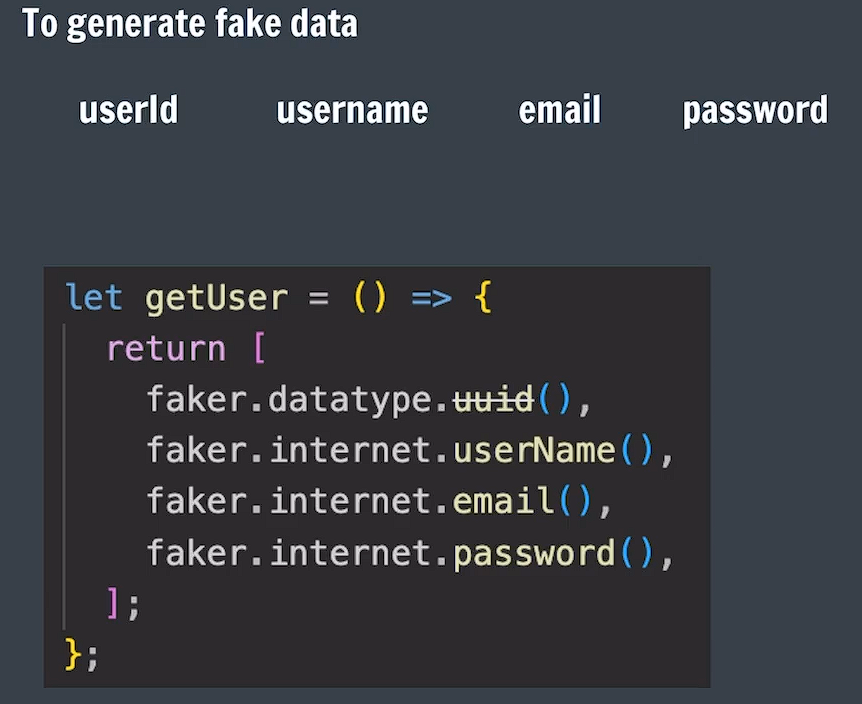 To generate fake data
userId username email password
let getUser = () => {
return [
faker.datatype.uuid(),
faker.internet.userName(),
faker.internet.email(),
faker.internet.password(),
];
};